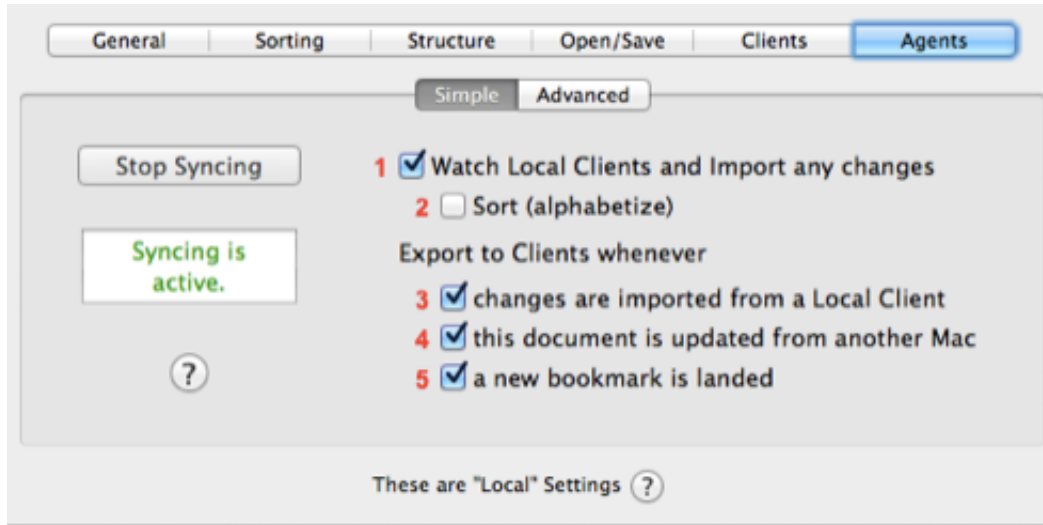 General Sorting Structure Open/Save Clients Agents
Simple Advanced
Stop Syncing
Syncing is
active.
?
1 Watch Local Clients and Import any changes
2 Sort (alphabetize)
Export to Clients whenever
3 changes are imported from a Local Client
4 this document is updated from another Mac
5 a new bookmark is landed
These are "Local" Settings ?